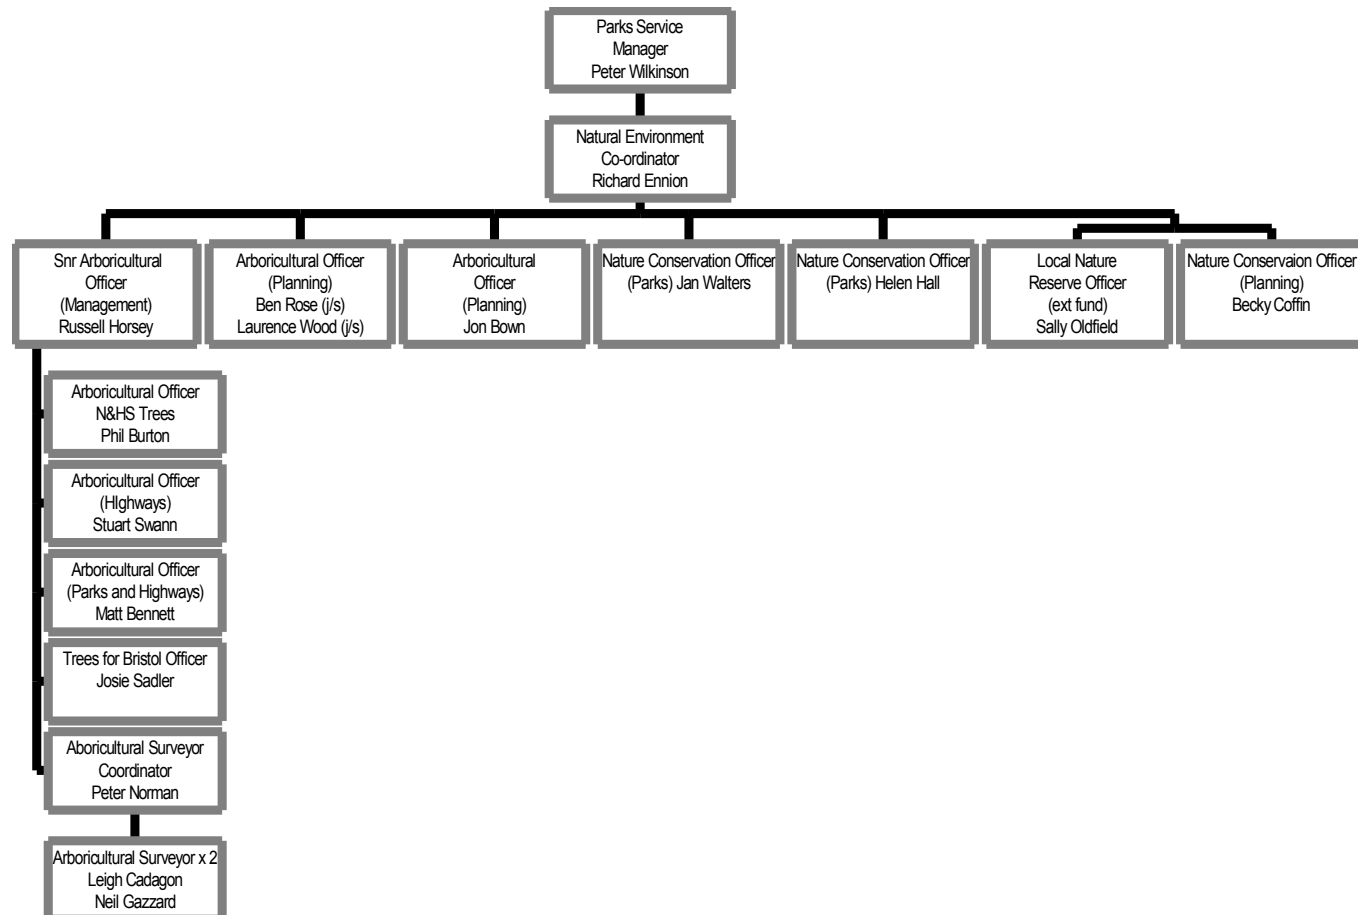 Parks Service
Manager
Peter Wilkinson
Natural Environment
Co-ordinator
Richard Ennion
Snr Arboricultural
Officer
(Management)
Russell Horsey
Arboricultural Officer
(Planning)
Ben Rose (j/s)
Laurence Wood (j/s)
Arboricultural
Officer
(Planning)
Jon Bown
Nature Conservation Officer
(Parks) Jan Walters
Nature Conservation Officer
(Parks) Helen Hall
Local Nature
Reserve Officer
(ext fund)
Sally Oldfield
Nature Conservaion Officer
(Planning)
Becky Coffin
Arboricultural Officer
N&HS Trees
Phil Burton
Arboricultural Officer
(HIghways)
Stuart Swann
Arboricultural Officer
(Parks and Highways)
Matt Bennett
Trees for Bristol Officer
Josie Sadler
Aboricultural Surveyor
Coordinator
Peter Norman
Arboricultural Surveyor x 2
Leigh Cadagon
Neil Gazzard